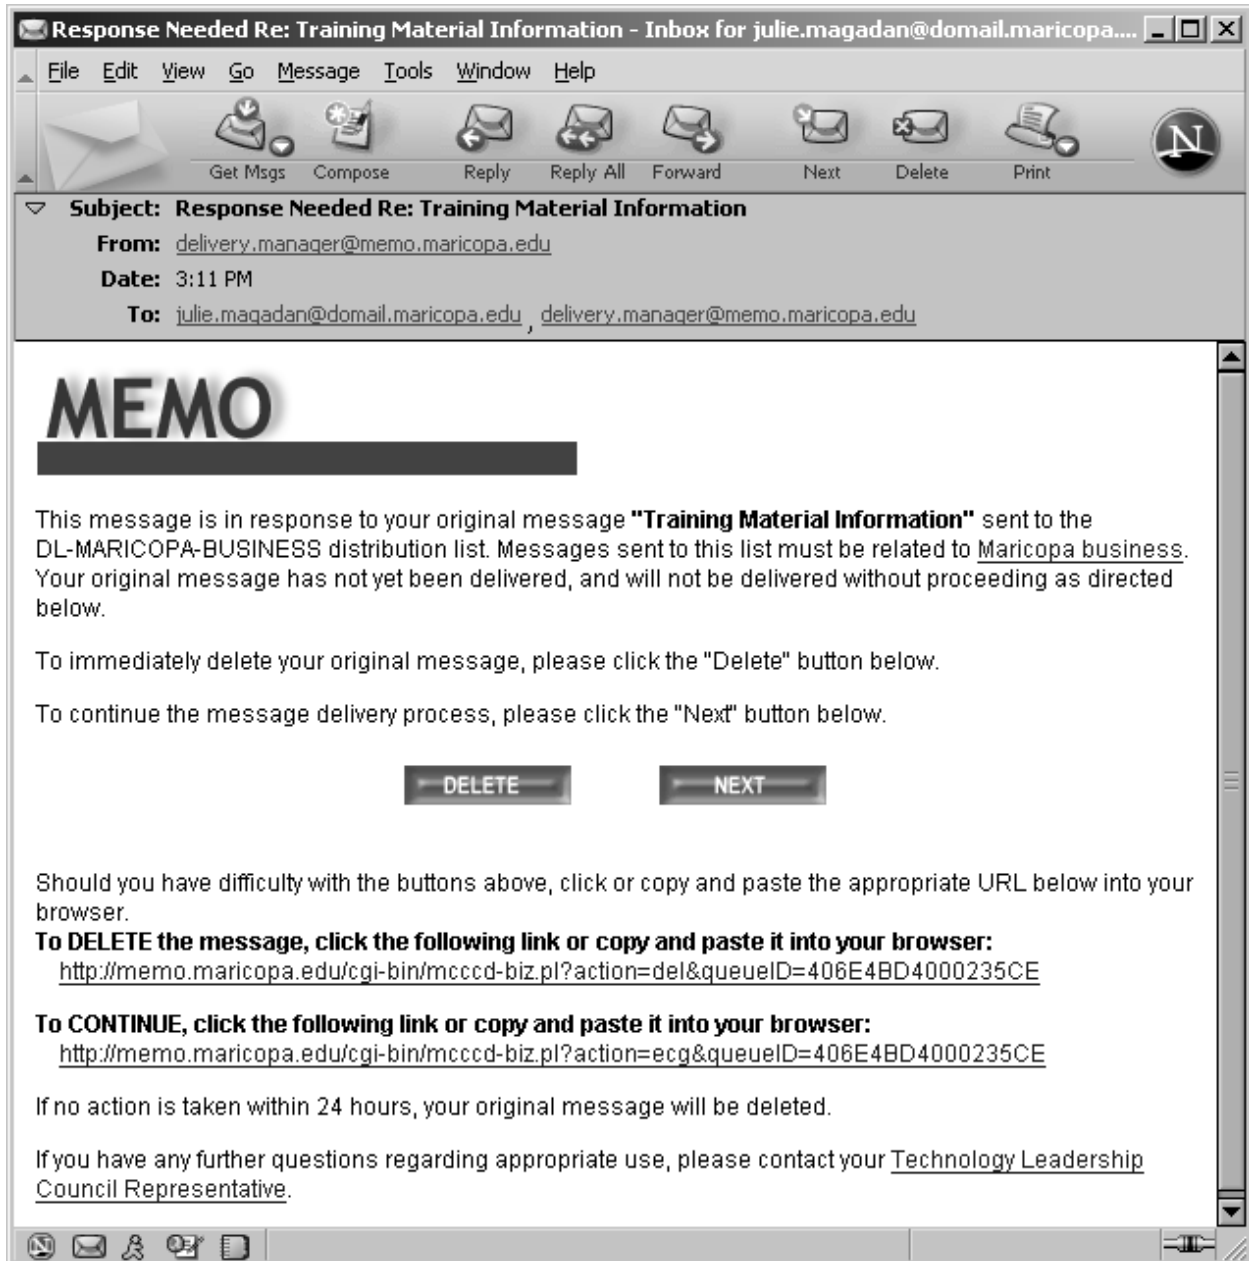 Response Needed Re: Training Material Information - Inbox for julie.magadan@domail.maricopa....
File Edit View Go Message Tools Window Help
N
Get Msgs Compose Reply Reply All Forward Next Delete Print
Subject: Response Needed Re: Training Material Information
From: delivery.manager@memo.maricopa.edu
Date: 3:11 PM
To: julie.magadan@domail.maricopa.edu , delivery.manager@memo.maricopa.edu
MEMO
This message is in response to your original message "Training Material Information" sent to the
DL-MARICOPA-BUSINESS distribution list. Messages sent to this list must be related to Maricopa business.
Your original message has not yet been delivered, and will not be delivered without proceeding as directed
below.
To immediately delete your original message, please click the "Delete" button below.
To continue the message delivery process, please click the "Next" button below.
DELETE NEXT
Should you have difficulty with the buttons above, click or copy and paste the appropriate URL below into your
browser.
To DELETE the message, click the following link or copy and paste it into your browser:
http://memo.maricopa.edu/cgi-bin/mcccd-biz.pl?action=del&queueID=406E4BD4000235CE
To CONTINUE, click the following link or copy and paste it into your browser:
http://memo.maricopa.edu/cgi-bin/mcccd-biz.pl?action=ecg&queueID=406E4BD4000235CE
If no action is taken within 24 hours, your original message will be deleted.
If you have any further questions regarding appropriate use, please contact your Technology Leadership
Council Representative.